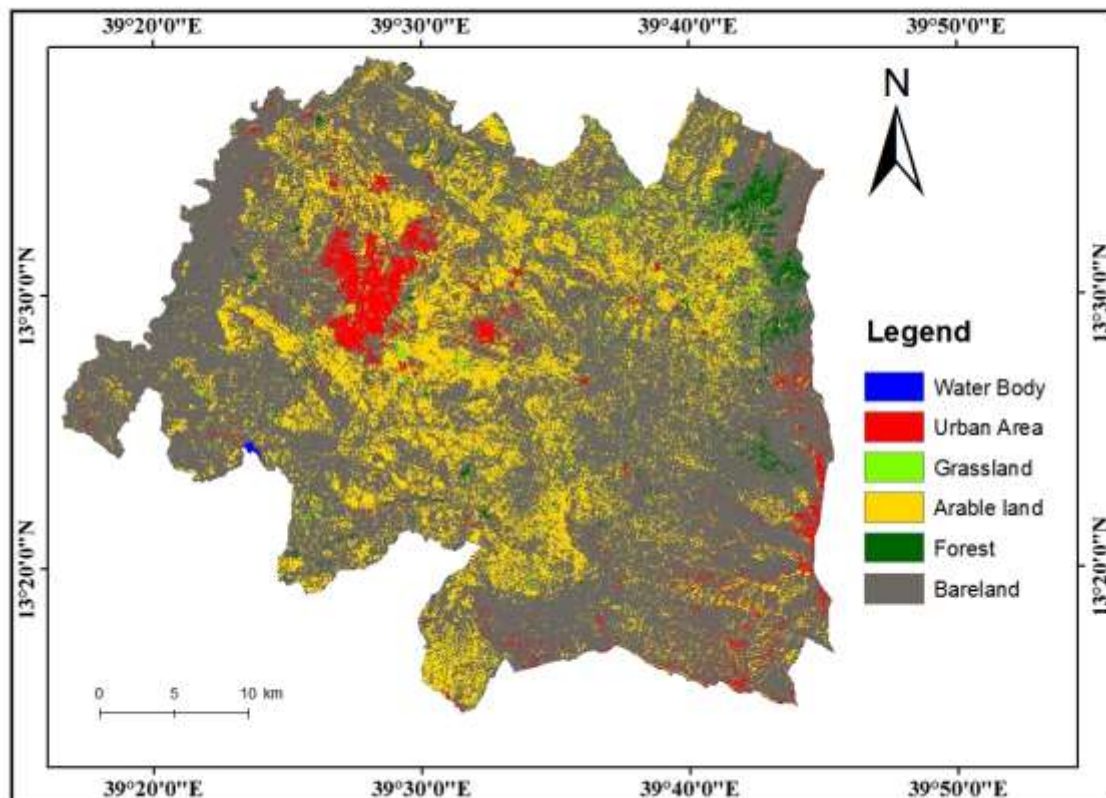 39°20'0"E 39°30'0"E 39°40'0"E 39°50'0"E
N
13°30'0"N 13°30'0"N
Legend
Water Body
Urban Area
Grassland
Arable land
Forest
Bareland
13°20'0"N 13°20'0"N
0 5 10 km
39°20'0"E 39°30'0"E 39°40'0"E 39°50'0"E